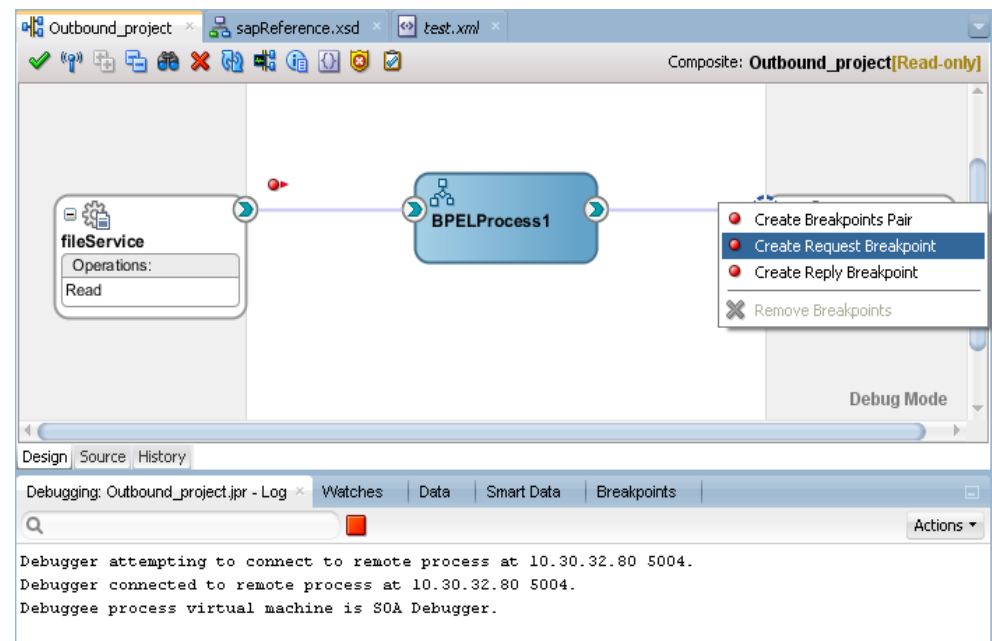 Outbound_project
sapReference.xsd
test.xml
Composite: Outbound_project[Read-only]
fileService
Operations:
Read
BPELProcess1
Create Breakpoints Pair
Create Request Breakpoint
Create Reply Breakpoint
Remove Breakpoints
Debug Mode
Design Source History
Debugging: Outbound_project.jpr - Log Watches Data Smart Data Breakpoints
Actions
Debugger attempting to connect to remote process at 10.30.32.80 5004.
Debugger connected to remote process at 10.30.32.80 5004.
Debuggee process virtual machine is SOA Debugger.